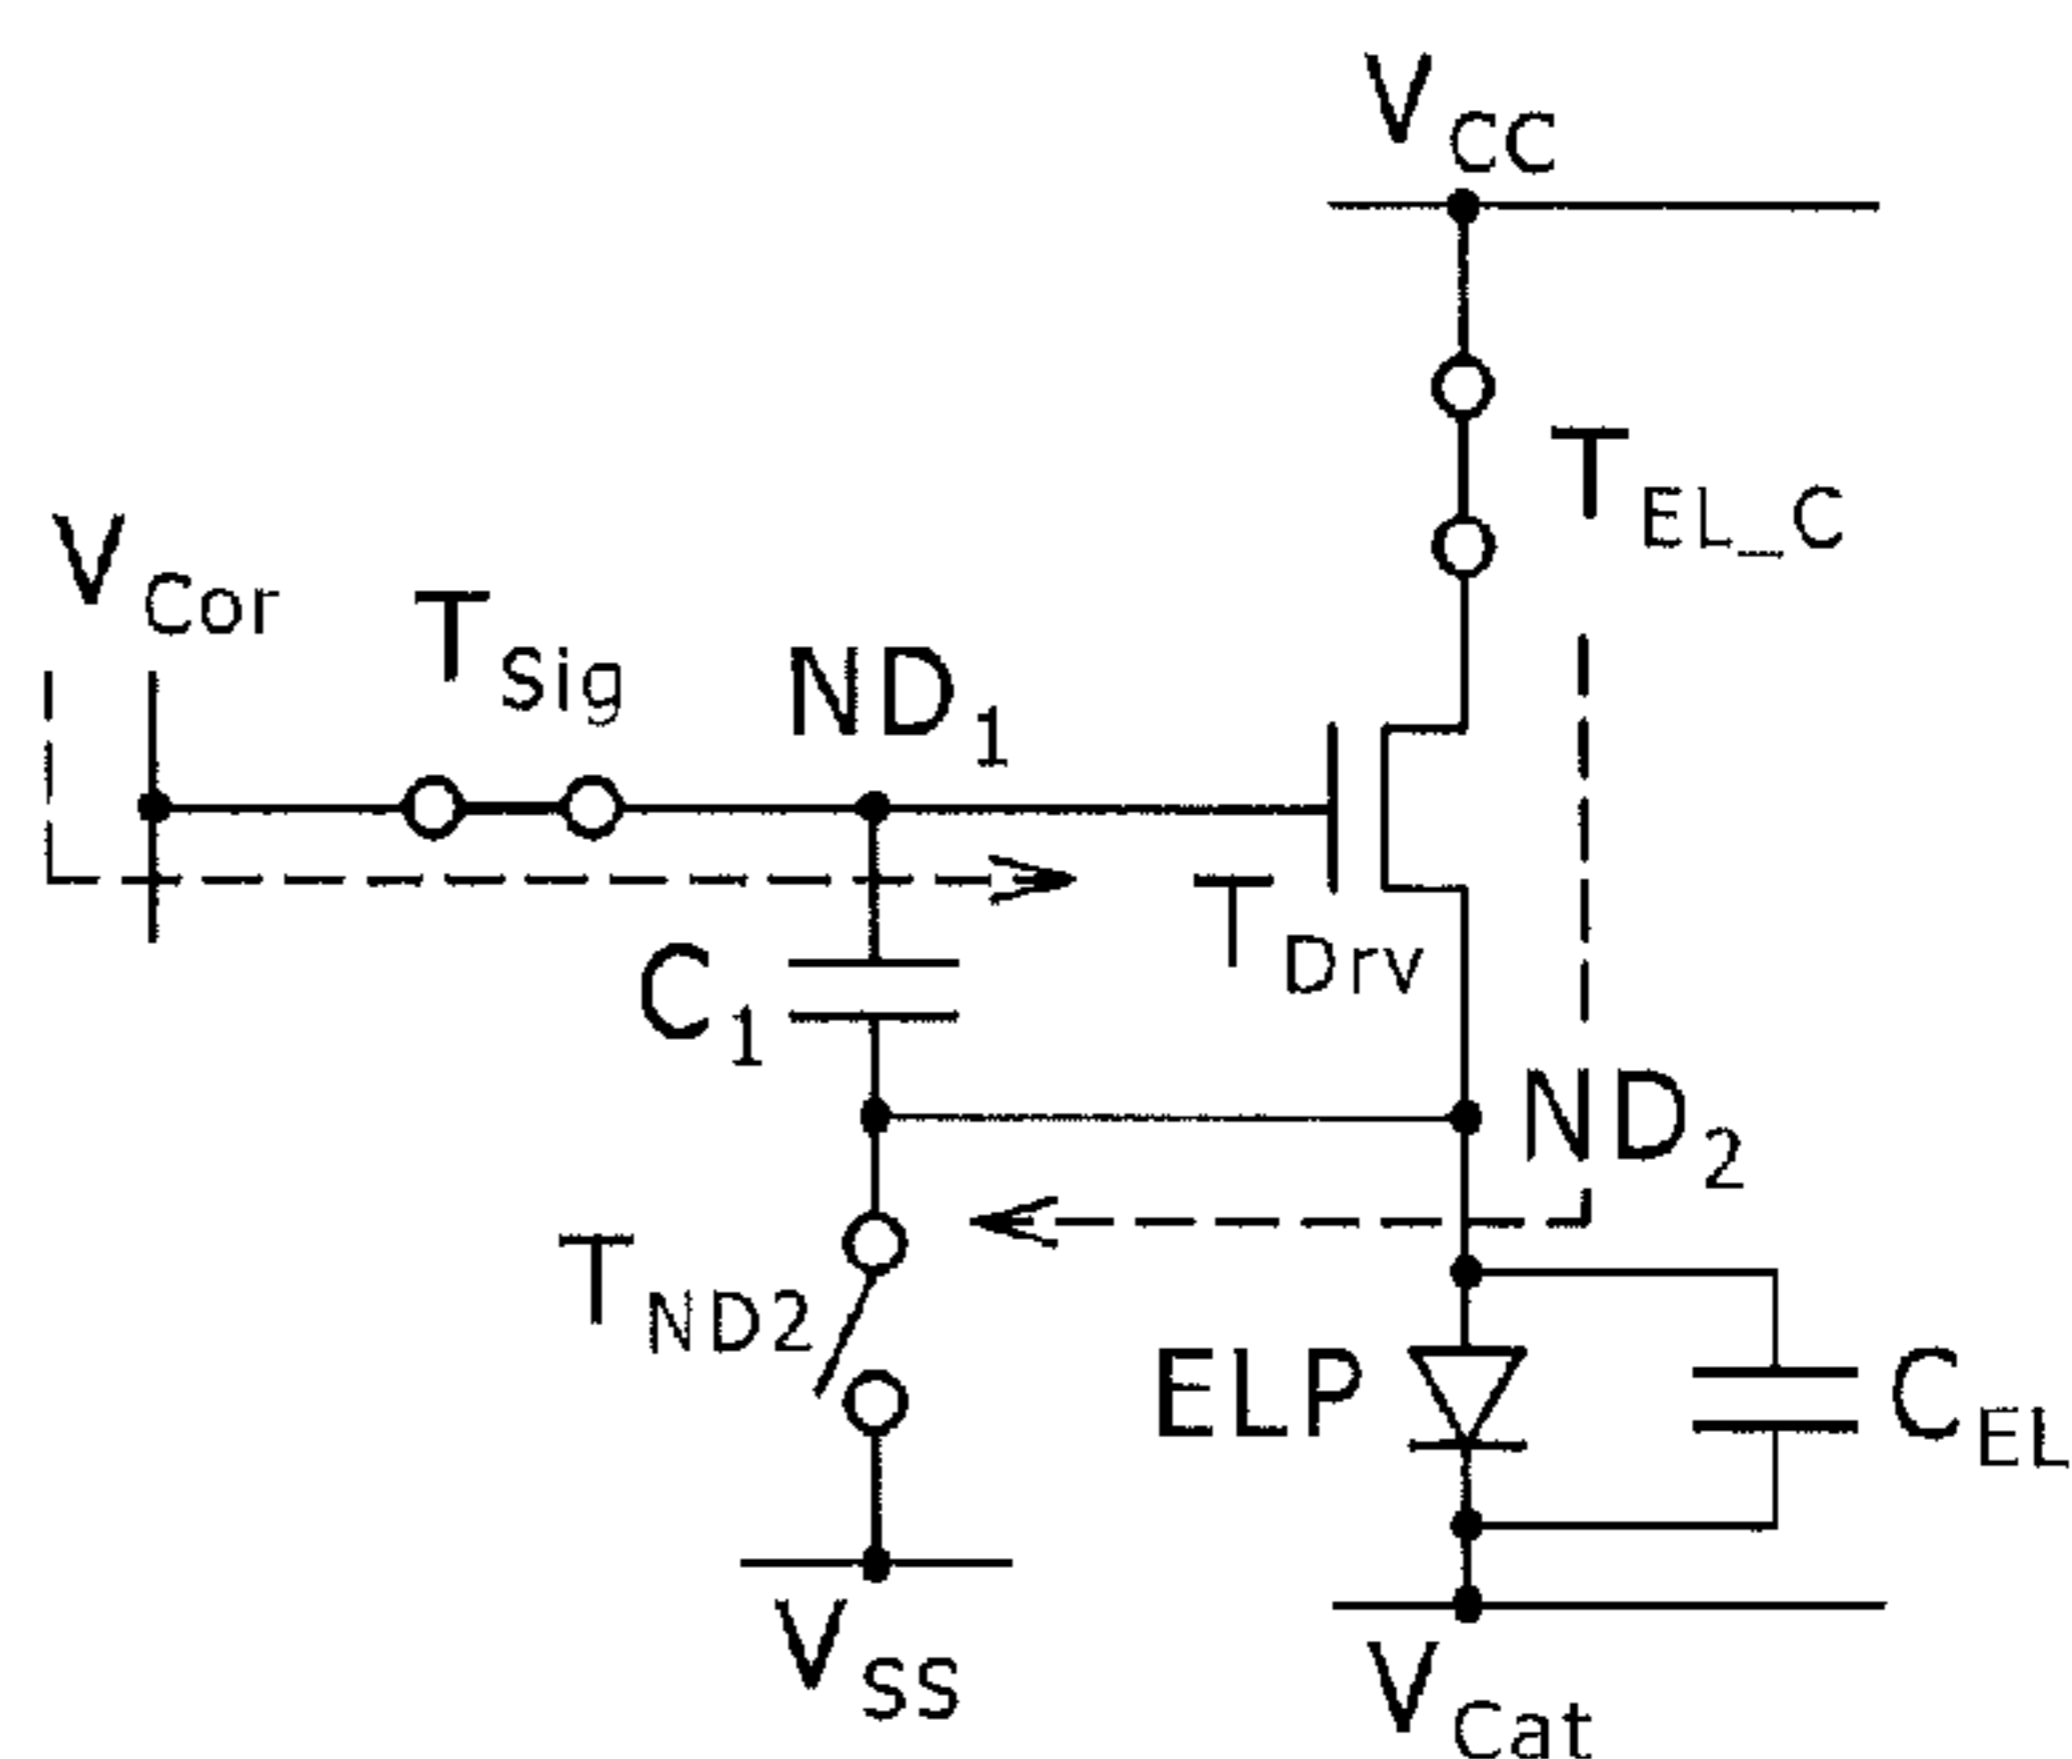 V_CC
T_EL_C
V_Cor
T_Sig
ND_1
T_Drv
C_1
ND_2
T_ND2
ELP
C_EL
V_SS
V_Cat